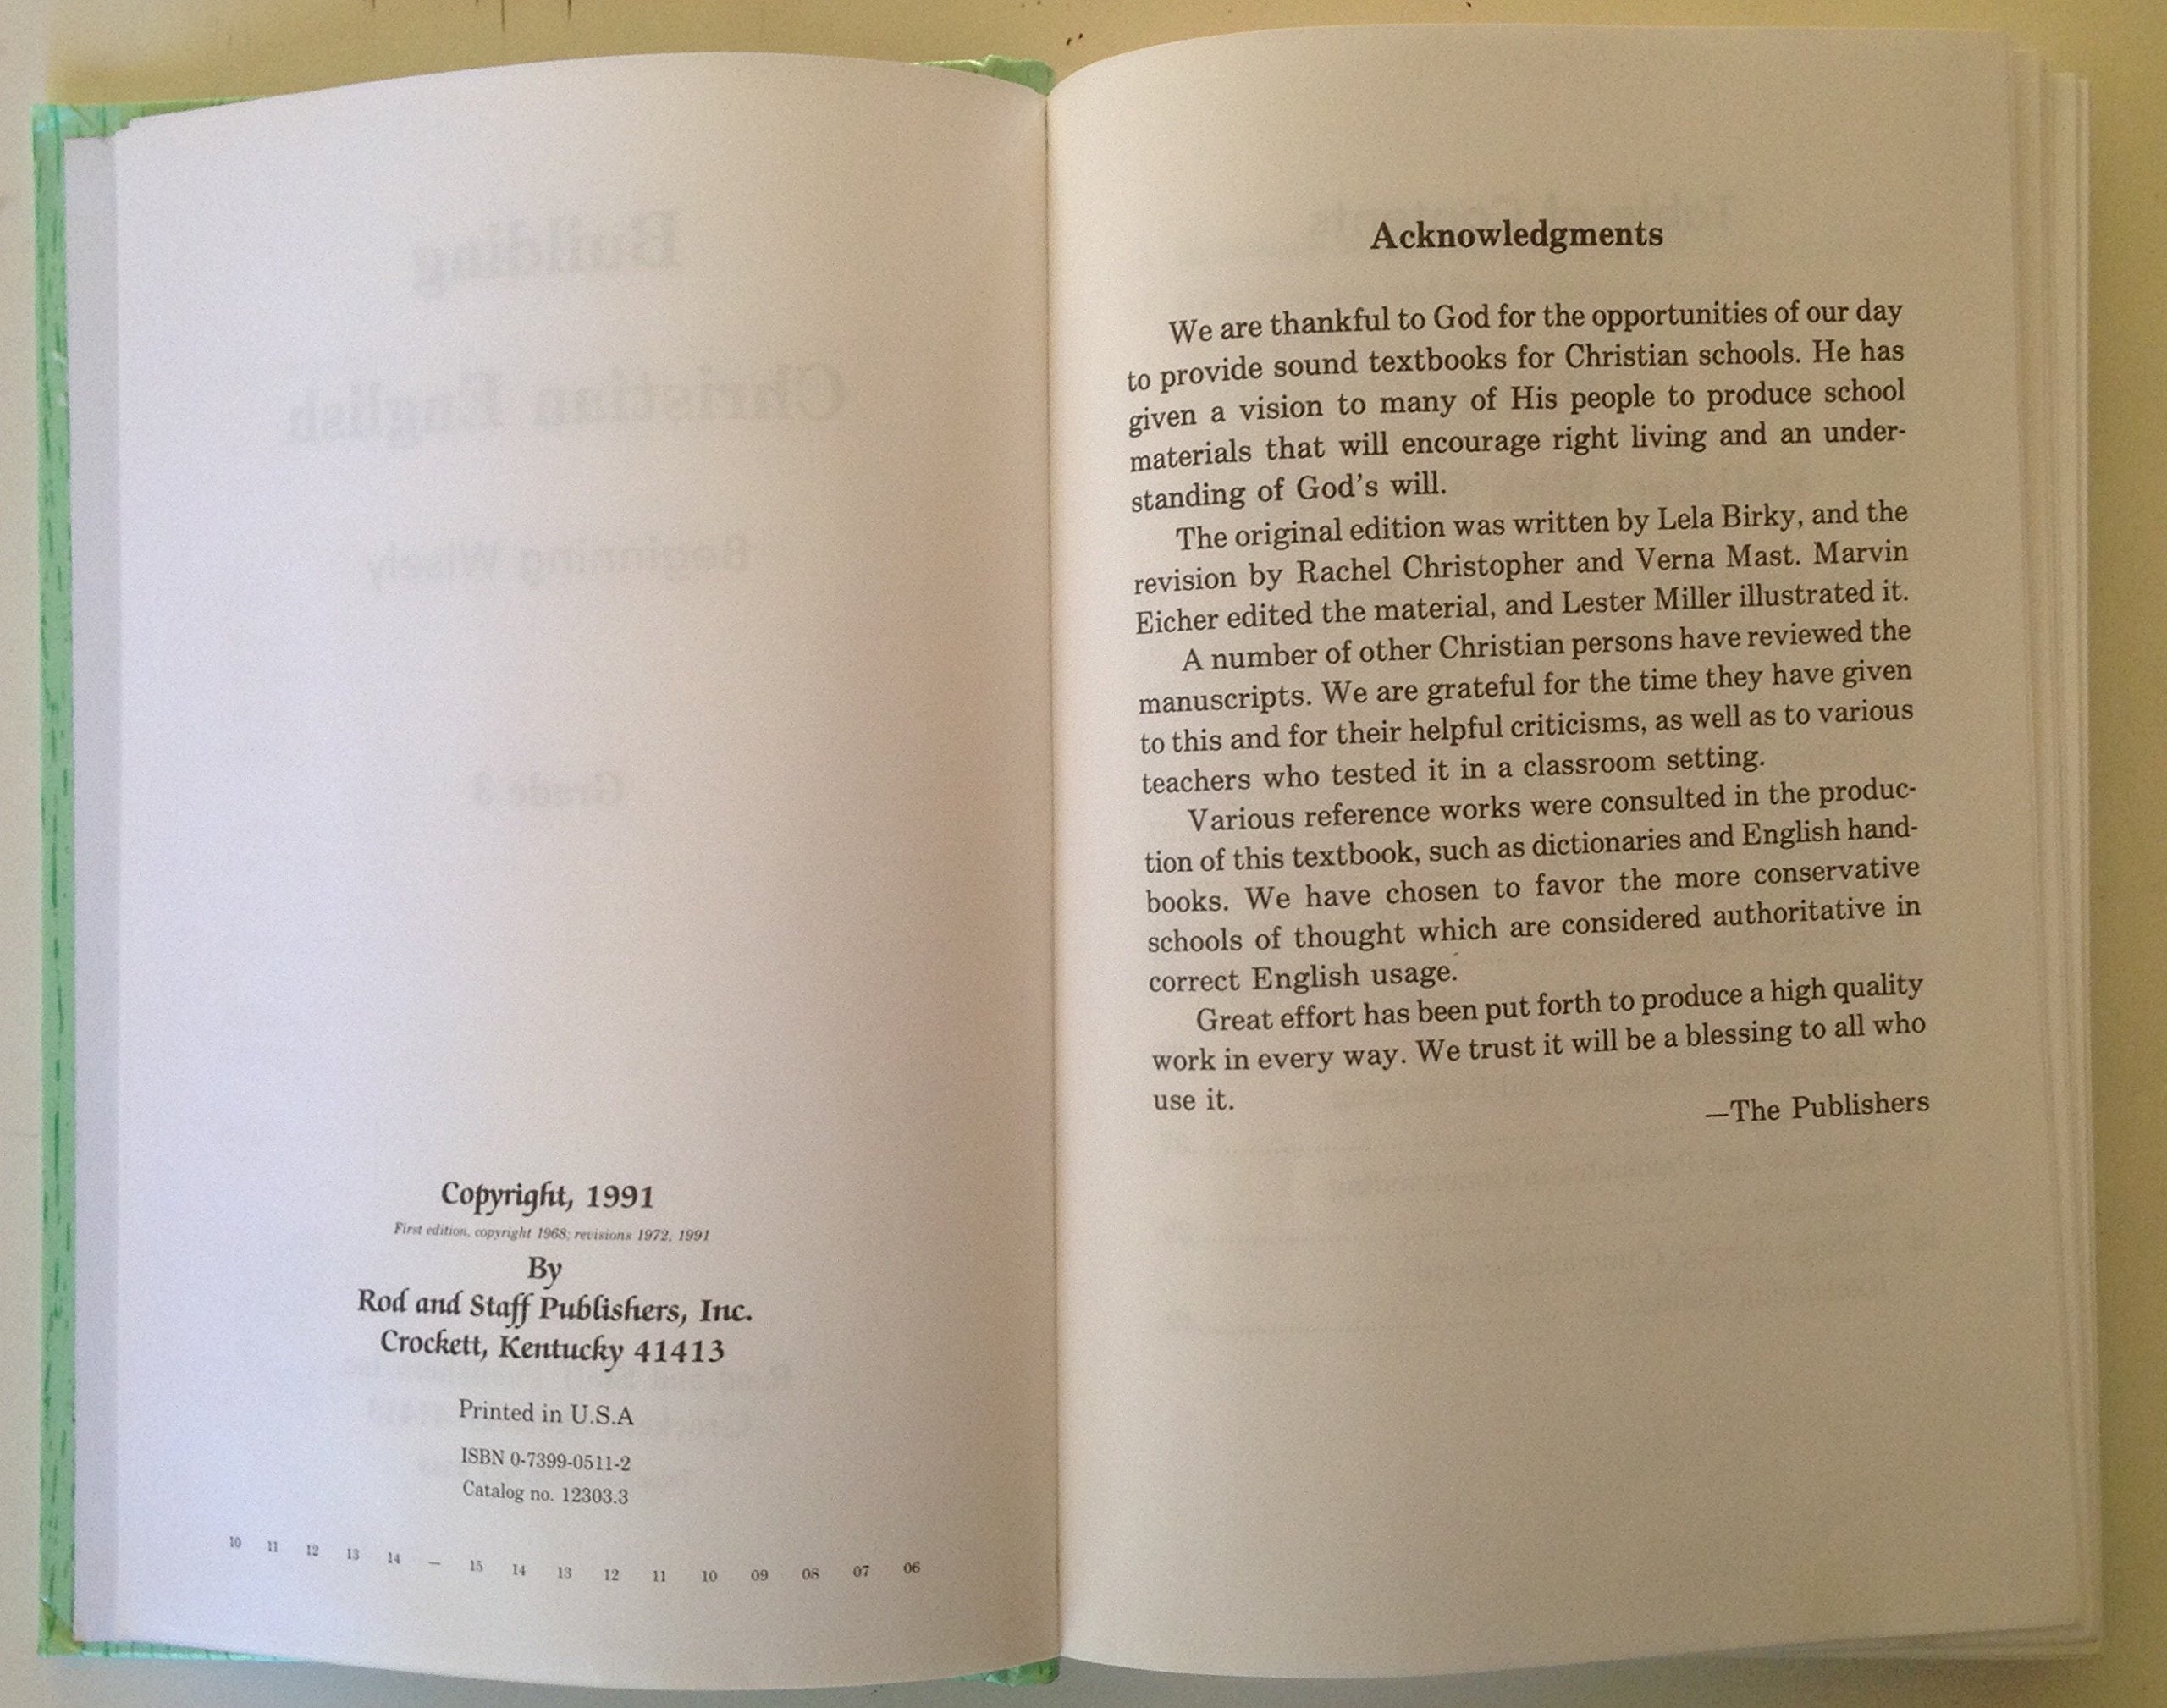 Building
Christian English
Beginning Wisely
Grade 3
Copyright, 1991
First edition, copyright 1968; revisions 1972, 1991
By
Rod and Staff Publishers, Inc.
Crockett, Kentucky 41413
Printed in U.S.A
ISBN 0-7399-0511-2
Catalog no. 12303.3
10 11 12 13 14 — 15 14 13 12 11 10 09 08 07 06
Acknowledgments
We are thankful to God for the opportunities of our day
to provide sound textbooks for Christian schools. He has
given a vision to many of His people to produce school
materials that will encourage right living and an under-
standing of God's will.
The original edition was written by Lela Birky, and the
revision by Rachel Christopher and Verna Mast. Marvin
Eicher edited the material, and Lester Miller illustrated it.
A number of other Christian persons have reviewed the
manuscripts. We are grateful for the time they have given
to this and for their helpful criticisms, as well as to various
teachers who tested it in a classroom setting.
Various reference works were consulted in the produc-
tion of this textbook, such as dictionaries and English hand-
books. We have chosen to favor the more conservative
schools of thought which are considered authoritative in
correct English usage.
Great effort has been put forth to produce a high quality
work in every way. We trust it will be a blessing to all who
use it.
—The Publishers